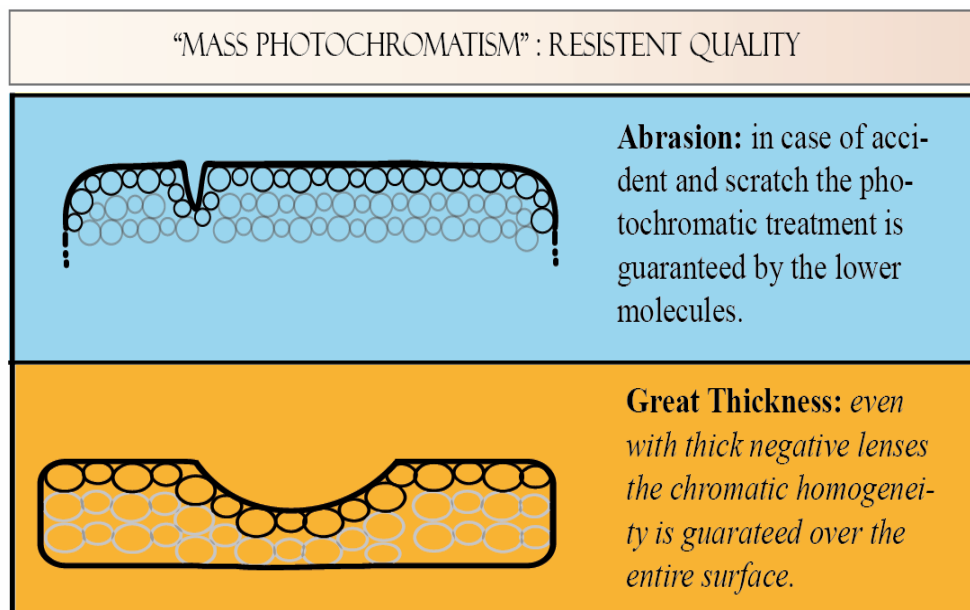 “MASS PHOTOCHROMATISM” : RESISTENT QUALITY
Abrasion: in case of acci-
dent and scratch the pho-
tochromatic treatment is
guaranteed by the lower
molecules.
Great Thickness: even
with thick negative lenses
the chromatic homogenei-
ty is guarateed over the
entire surface.